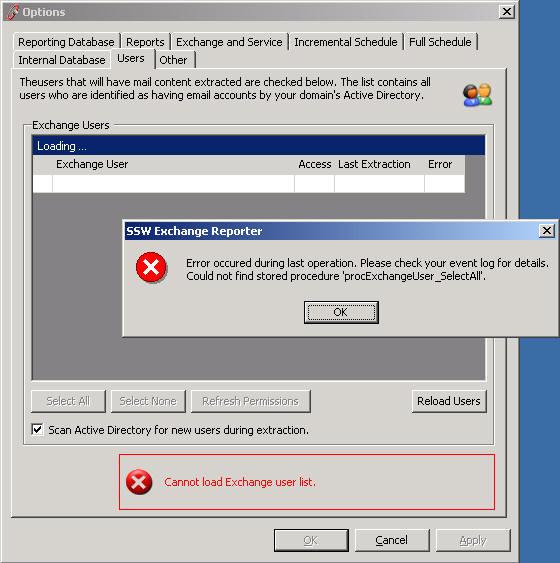 Options
Reporting Database Reports Exchange and Service Incremental Schedule Full Schedule
Internal Database Users Other
Theusers that will have mail content extracted are checked below. The list contains all
users who are identified as having email accounts by your domain's Active Directory.
Exchange Users
Loading ...
Exchange User Access Last Extraction Error
SSW Exchange Reporter
Error occured during last operation. Please check your event log for details.
Could not find stored procedure 'procExchangeUser_SelectAll'.
OK
Select All Select None Refresh Permissions Reload Users
Scan Active Directory for new users during extraction.
Cannot load Exchange user list.
OK Cancel Apply